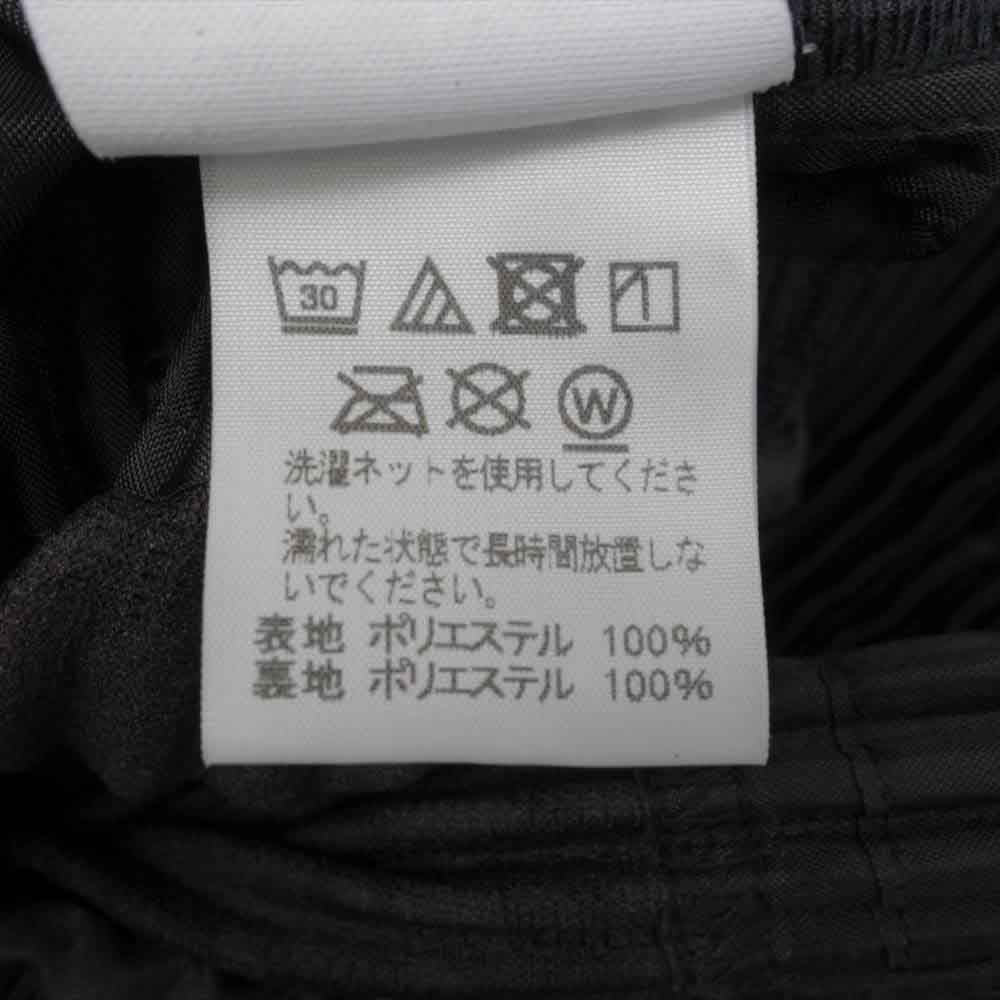 30
W
洗濯ネットを使用してくださ
い。
濡れた状態で長時間放置しな
いでください。
表地 ポリエステル 100%
裏地 ポリエステル 100%